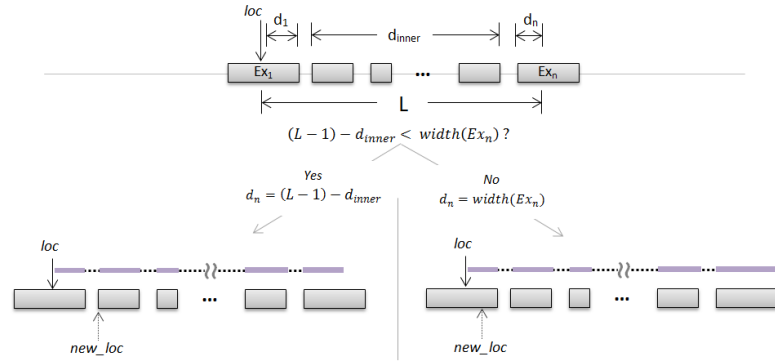 loc
d1
dinner
dn
Ex1
...
Exn
L
(L − 1) − dinner < width(Exn) ?
Yes
dn = (L − 1) − dinner
No
dn = width(Exn)
loc
...
new_loc
loc
...
new_loc